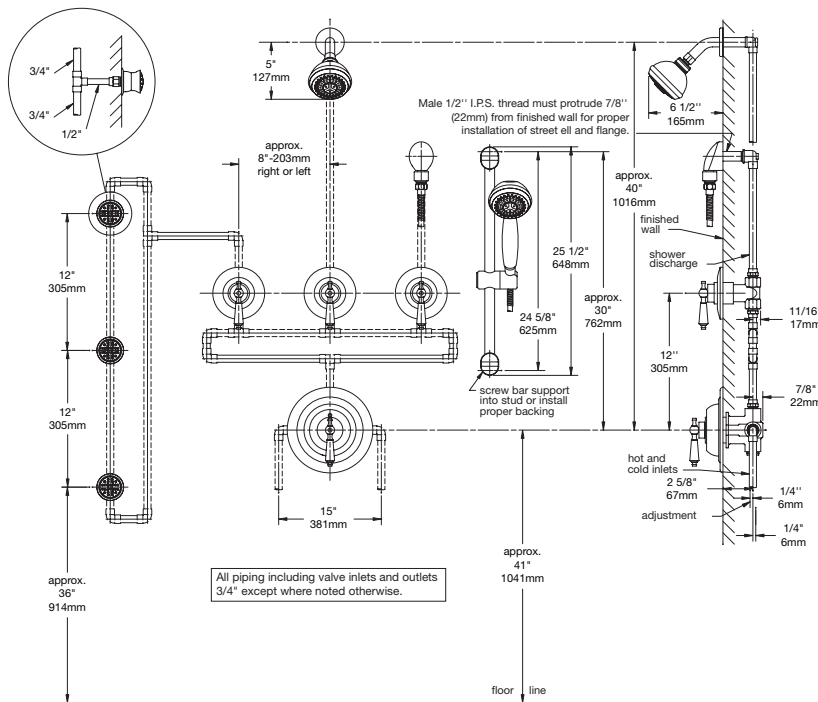 3/4"
3/4"
1/2"
5"
127mm
approx.
8"-203mm
right or left
Male 1/2'' I.P.S. thread must protrude 7/8''
(22mm) from finished wall for proper
installation of street ell and flange.
6 1/2''
165mm
approx.
40"
1016mm
finished
wall
shower
discharge
12"
305mm
12"
305mm
approx.
36"
914mm
25 1/2"
648mm
24 5/8"
625mm
approx.
30"
762mm
screw bar support
into stud or install
proper backing
11/16
17mm
12''
305mm
7/8"
22mm
hot and
cold inlets
2 5/8"
67mm
adjustment
1/4''
6mm
1/4"
6mm
15"
381mm
approx.
41"
1041mm
All piping including valve inlets and outlets
3/4" except where noted otherwise.
floor line